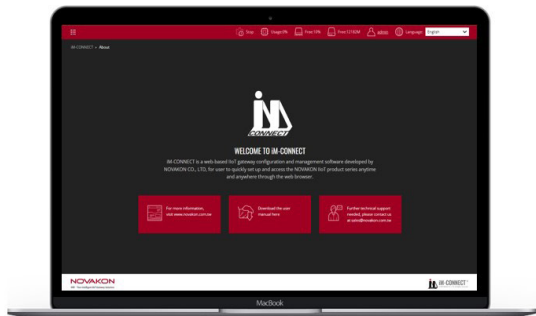 Stop Usage:0% Free:19% Free:5218M admin Language: English
iM-CONNECT > About
iM
CONNECT
WELCOME TO iM-CONNECT
iM-CONNECT is a web-based IIoT gateway configuration and management software developed by
NOVAKON CO., LTD, for user to quickly set up and access the NOVAKON IIoT product series anytime
and anywhere through the web browser.
For more information,
visit www.novakon.com.tw
Download the user
manual here
Further technical support
needed, please contact us
at sales@novakon.com.tw
NOVAKON
iM-CONNECT
MacBook